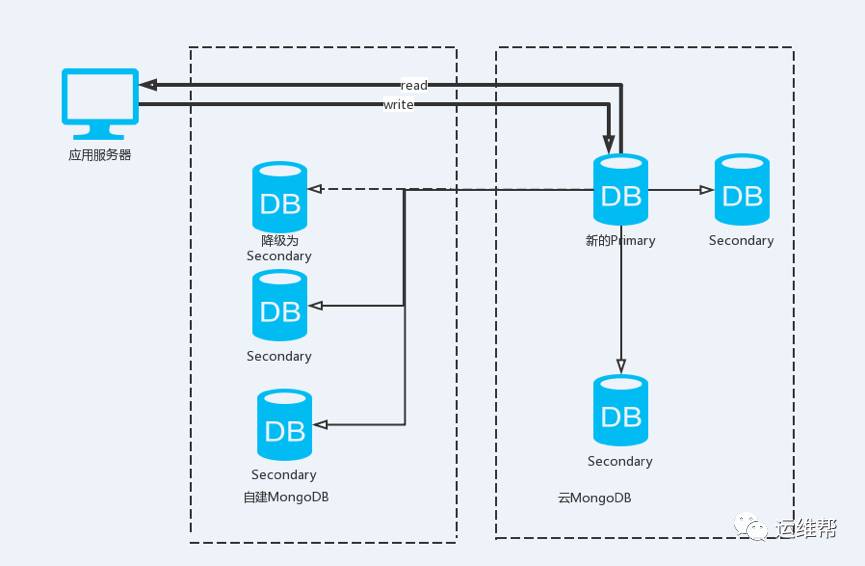 read
write
应用服务器
DB
降级为
Secondary
DB
新的Primary
DB
Secondary
DB
Secondary
DB
Secondary
DB
Secondary
自建MongoDB
云MongoDB
运维帮